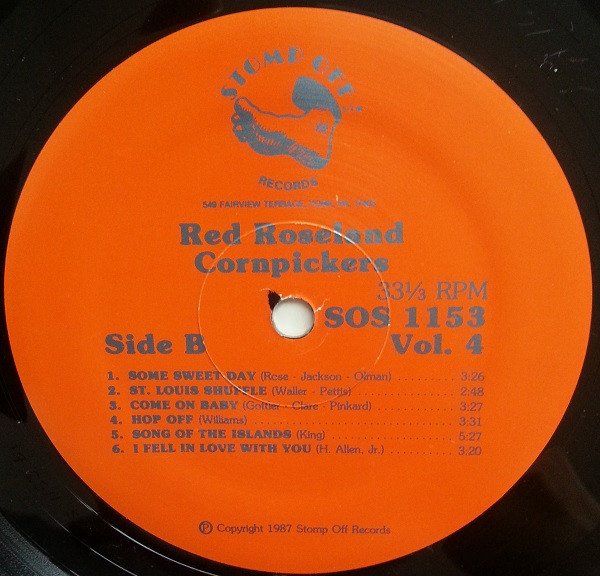 STOMP OFF
RECORDS
549 FAIRVIEW TERRACE, YORK, PA
Red Roseland
Cornpickers
33⅓ RPM
SOS 1153
Side B Vol. 4
1. SOME SWEET DAY (Rose - Jackson - Olman) 3:26
2. ST. LOUIS SHUFFLE (Waller - Pettis) 2:48
3. COME ON BABY (Gottler - Clare - Pinkard) 3:27
4. HOP OFF (Williams) 3:31
5. SONG OF THE ISLANDS (King) 5:27
6. I FELL IN LOVE WITH YOU (H. Allen, Jr.) 3:20
Ⓟ Copyright 1987 Stomp Off Records